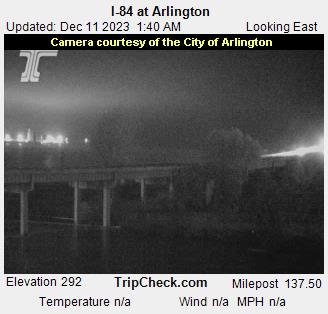 I-84 at Arlington
Updated: Dec 11 2023 1:40 AM Looking East
Camera courtesy of the City of Arlington
Elevation 292 TripCheck.com Milepost 137.50
Temperature n/a Wind n/a MPH n/a